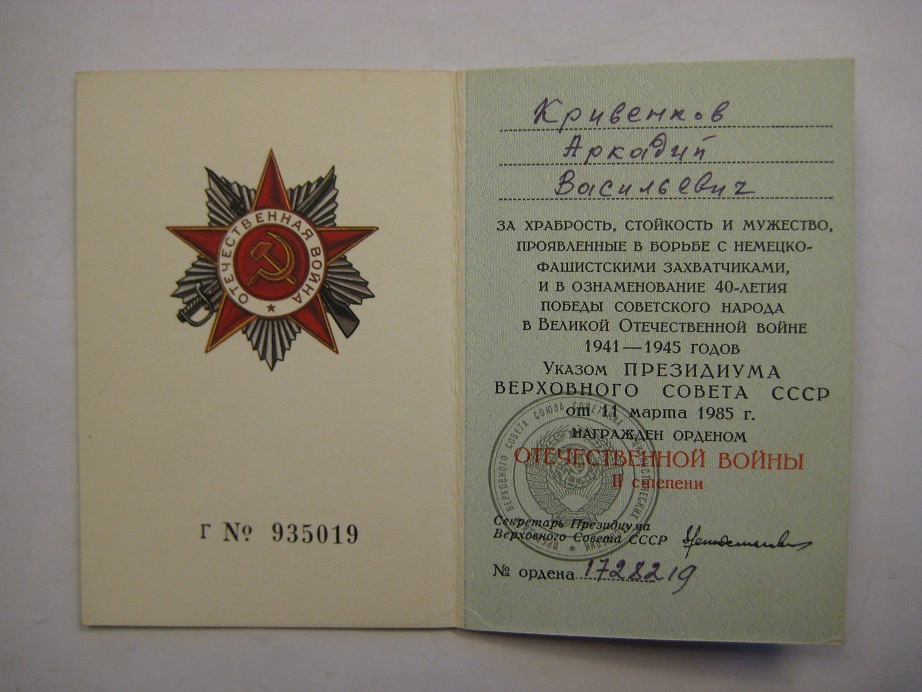 ОТЕЧЕСТВЕННАЯ ВОЙНА
г № 935019
Кривенков
Аркадий
Васильевич
ЗА ХРАБРОСТЬ, СТОЙКОСТЬ И МУЖЕСТВО,
ПРОЯВЛЕННЫЕ В БОРЬБЕ С НЕМЕЦКО-
ФАШИСТСКИМИ ЗАХВАТЧИКАМИ,
И В ОЗНАМЕНОВАНИЕ 40-ЛЕТИЯ
ПОБЕДЫ СОВЕТСКОГО НАРОДА
В ВЕЛИКОЙ ОТЕЧЕСТВЕННОЙ ВОЙНЕ
1941—1945 ГОДОВ
УКАЗОМ ПРЕЗИДИУМА
ВЕРХОВНОГО СОВЕТА СССР
от 11 марта 1985 г.
НАГРАЖДЕН ОРДЕНОМ
ОТЕЧЕСТВЕННОЙ ВОЙНЫ
II степени
Секретарь Президиума
Верховного Совета СССР
№ ордена 1728219